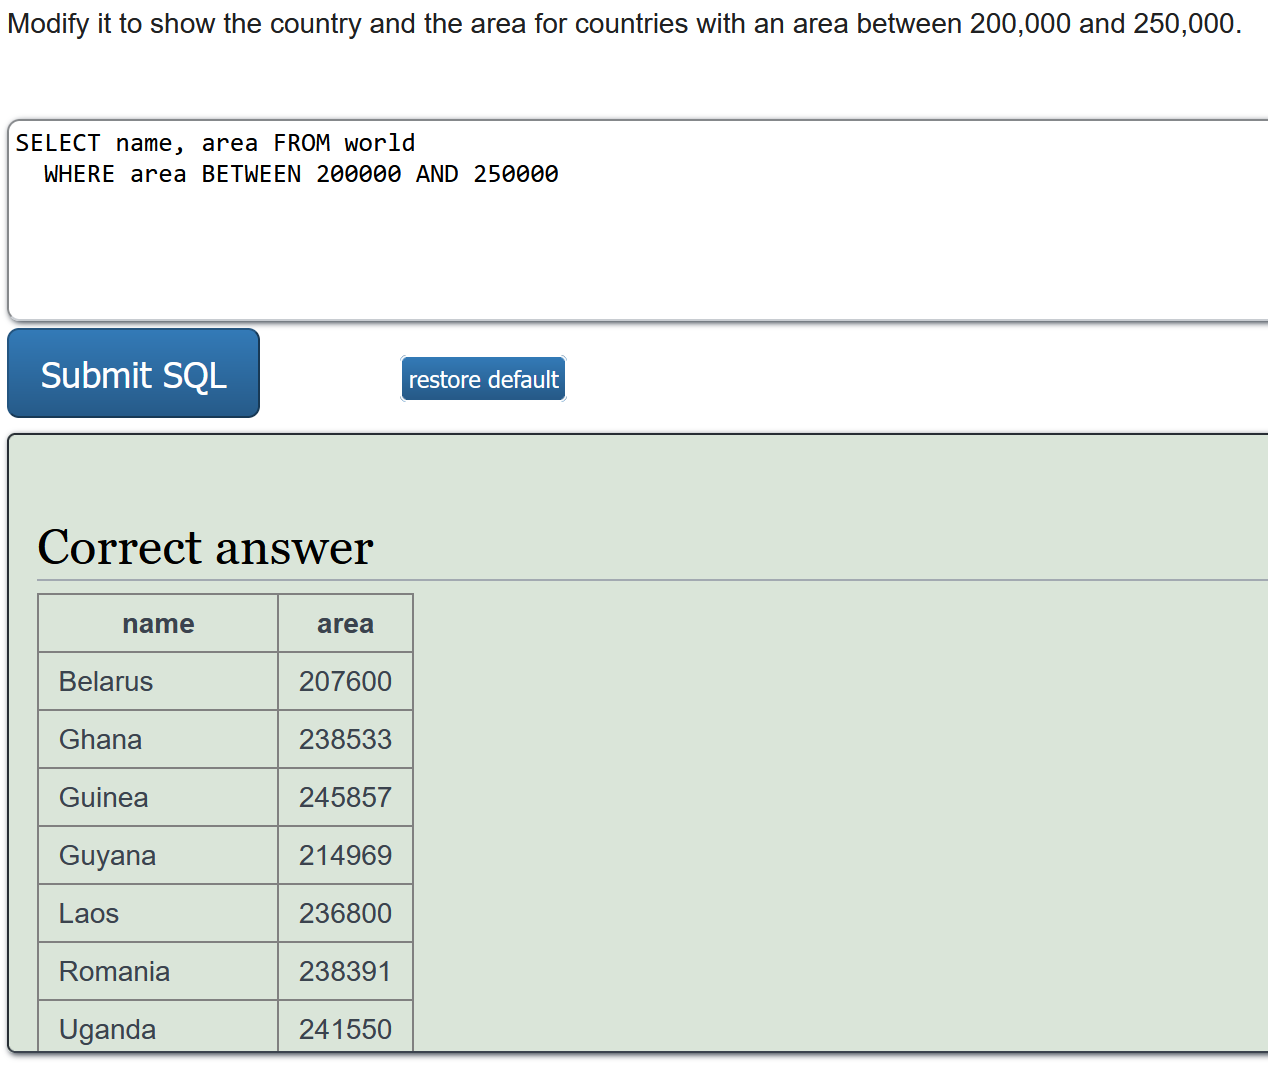 Modify it to show the country and the area for countries with an area between 200,000 and 250,000.
SELECT name, area FROM world
WHERE area BETWEEN 200000 AND 250000
Submit SQL
restore default
Correct answer
name area
Belarus 207600
Ghana 238533
Guinea 245857
Guyana 214969
Laos 236800
Romania 238391
Uganda 241550